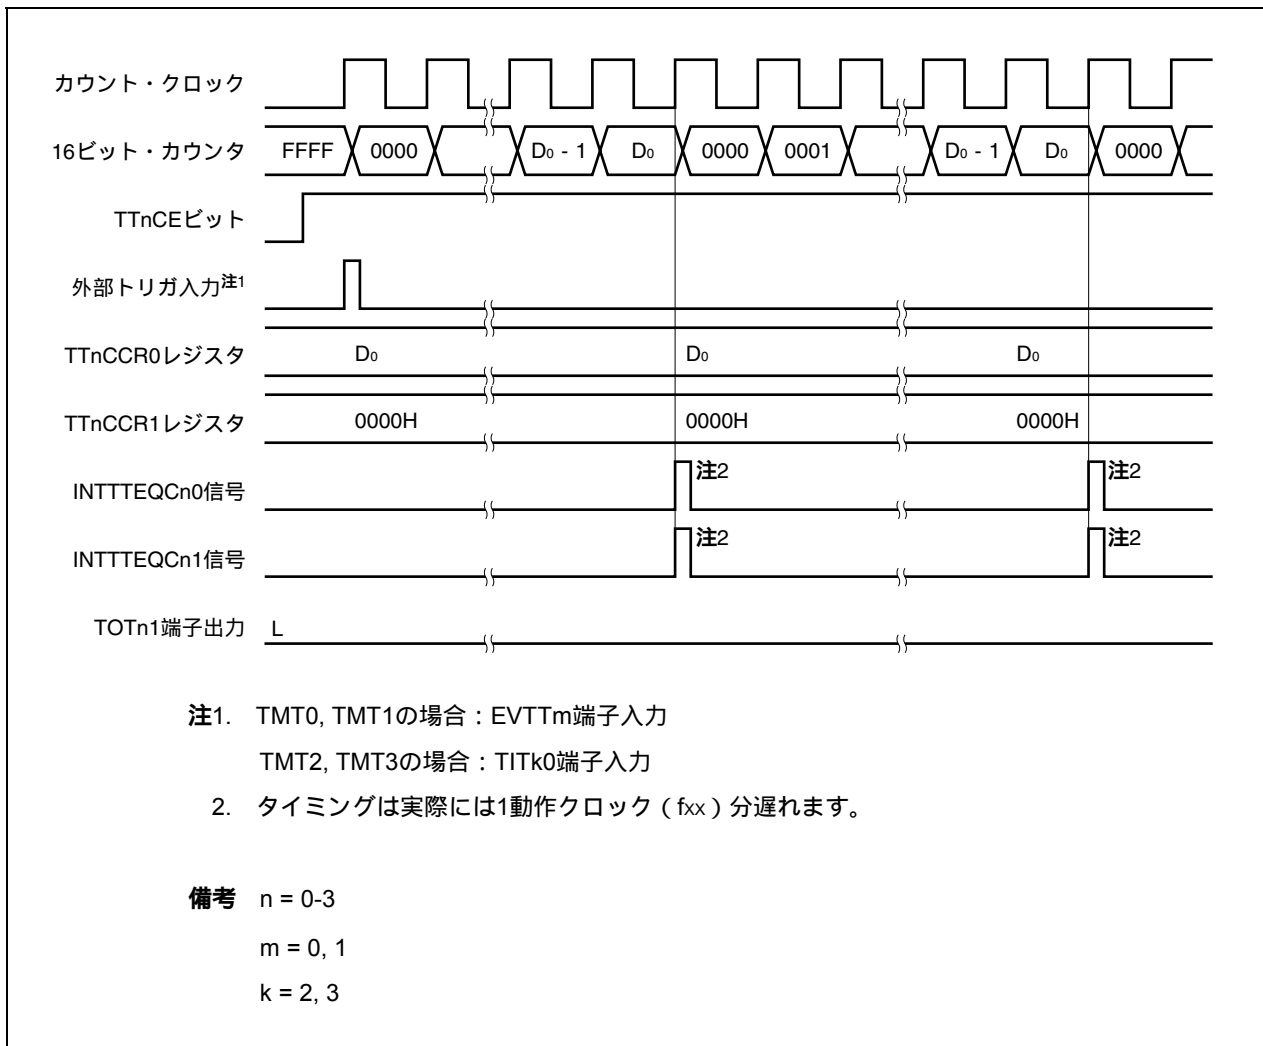 カウント・クロック
16ビット・カウンタ FFFF 0000 D0 - 1 D0 0000 0001 D0 - 1 D0 0000
TTnCEビット
外部トリガ入力注1
TTnCCR0レジスタ D0 D0 D0
TTnCCR1レジスタ 0000H 0000H 0000H
INTTTEQCn0信号 注2 注2
INTTTEQCn1信号 注2 注2
TOTn1端子出力 L
注1. TMT0, TMT1の場合：EVTTm端子入力
TMT2, TMT3の場合：TITk0端子入力
2. タイミングは実際には1動作クロック（fxx）分遅れます。
備考 n = 0-3
m = 0, 1
k = 2, 3